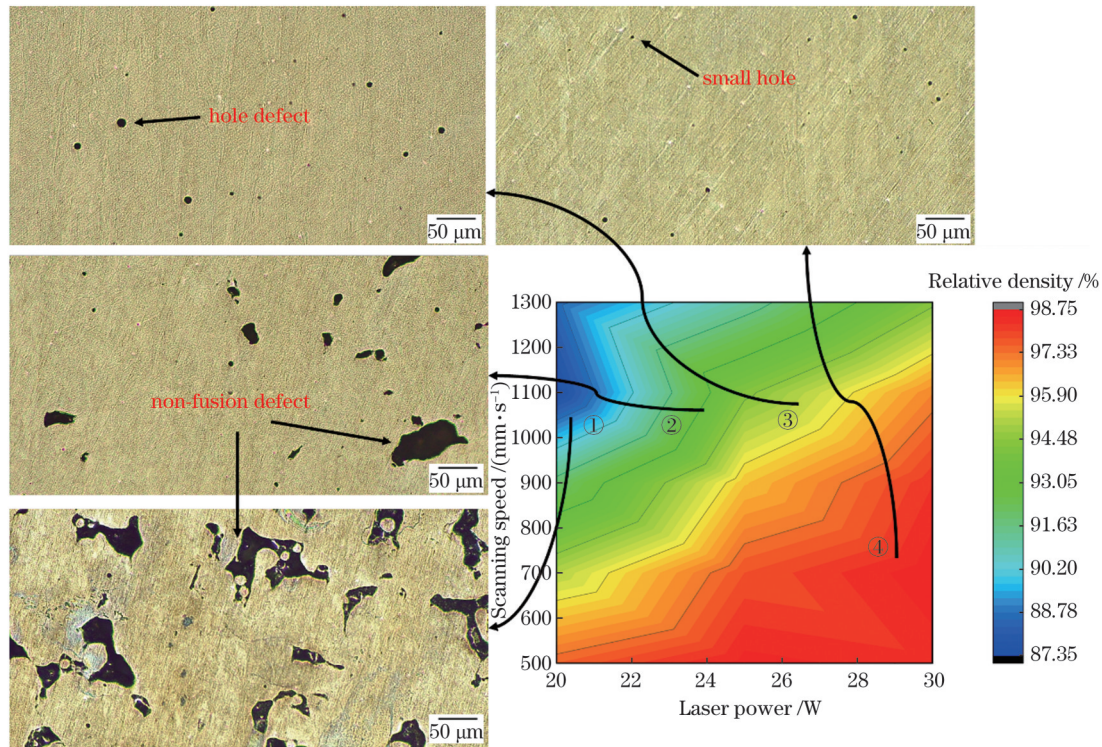 hole defect
50 μm
small hole
50 μm
non-fusion defect
50 μm
50 μm
Relative density /%
98.75
97.33
95.90
94.48
93.05
91.63
90.20
88.78
87.35
Scanning speed /(mm·s⁻¹)
1300
1200
1100
1000
900
800
700
600
500
①
②
③
④
20
22
24
26
28
30
Laser power /W